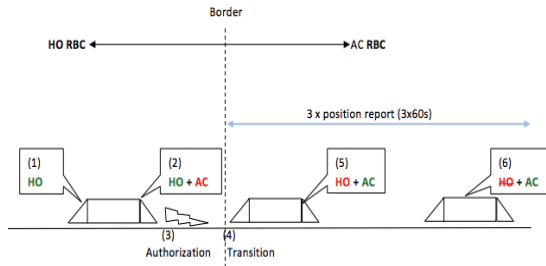 Border
HO RBC
AC RBC
3 x position report (3x60s)
(1)
HO
(2)
HO + AC
(5)
HO + AC
(6)
HO + AC
(3)
(4)
Authorization
Transition